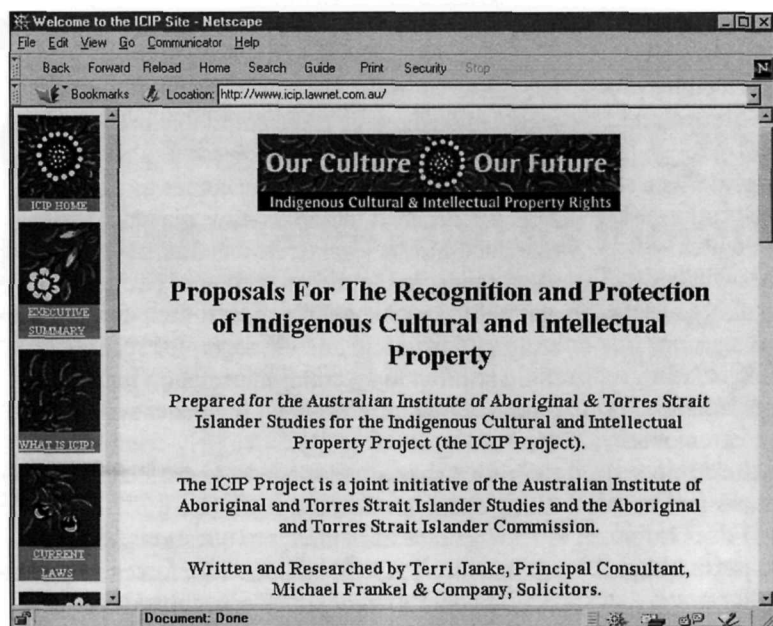 Welcome to the ICIP Site - Netscape
File Edit View Go Communicator Help
Back Forward Reload Home Search Guide Print Security Stop
N
Bookmarks Location: http://www.icip.lawnet.com.au/
ICIP HOME
EXECUTIVE
SUMMARY
WHAT IS ICIP?
CURRENT
LAWS
Our Culture Our Future
Indigenous Cultural & Intellectual Property Rights
Proposals For The Recognition and Protection
of Indigenous Cultural and Intellectual
Property
Prepared for the Australian Institute of Aboriginal & Torres Strait
Islander Studies for the Indigenous Cultural and Intellectual
Property Project (the ICIP Project).
The ICIP Project is a joint initiative of the Australian Institute of
Aboriginal and Torres Strait Islander Studies and the Aboriginal
and Torres Strait Islander Commission.
Written and Researched by Terri Janke, Principal Consultant,
Michael Frankel & Company, Solicitors.
Document: Done